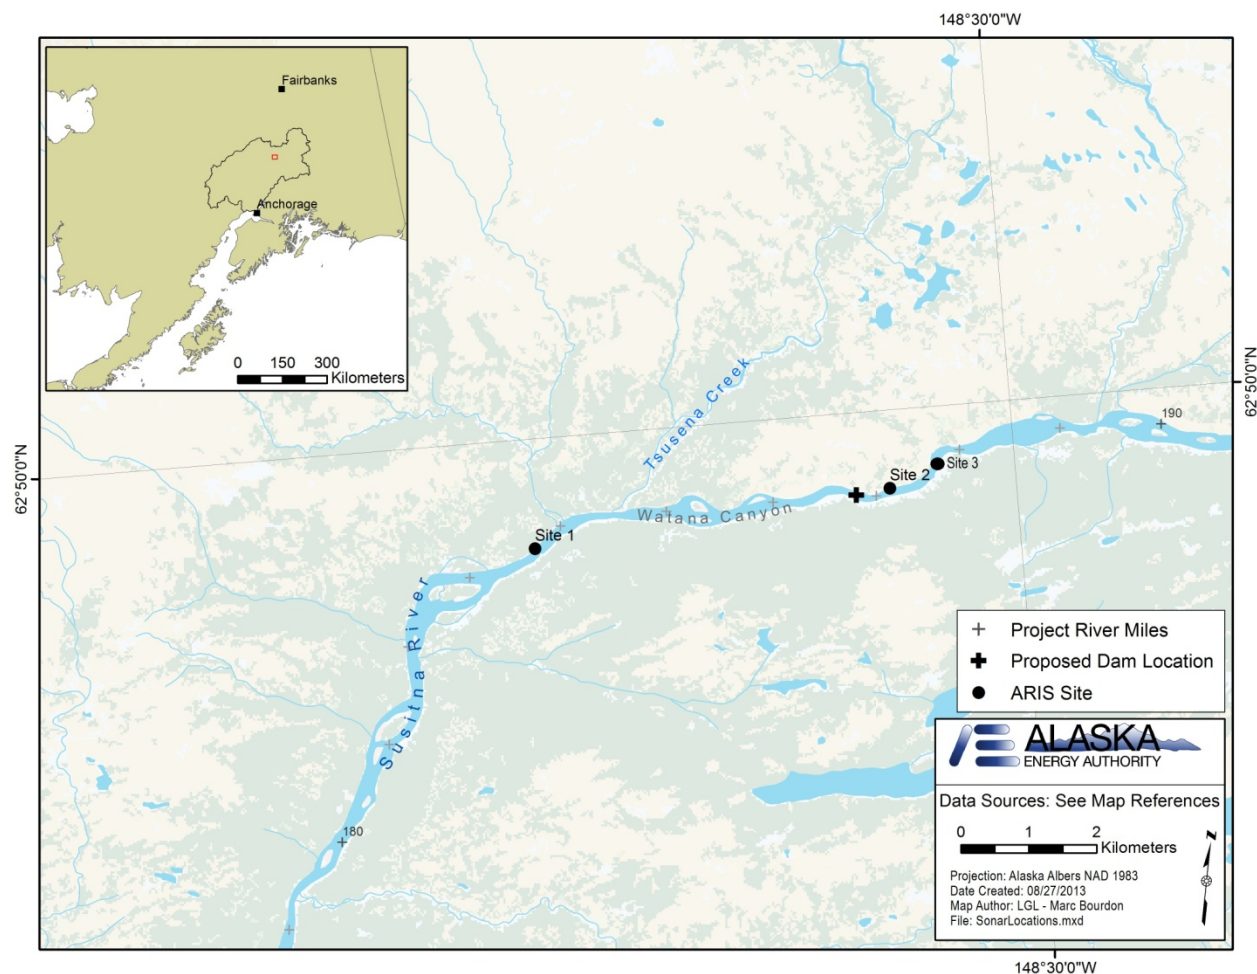 148°30'0"W
Fairbanks
Anchorage
0 150 300
Kilometers
62°50'0"N
62°50'0"N
Tsusena Creek
190
Site 3
Site 2
Watana Canyon
Site 1
Susitna River
180
Project River Miles
Proposed Dam Location
ARIS Site
ALASKA
ENERGY AUTHORITY
Data Sources: See Map References
0 1 2
Kilometers
N
Projection: Alaska Albers NAD 1983
Date Created: 08/27/2013
Map Author: LGL - Marc Bourdon
File: SonarLocations.mxd
148°30'0"W